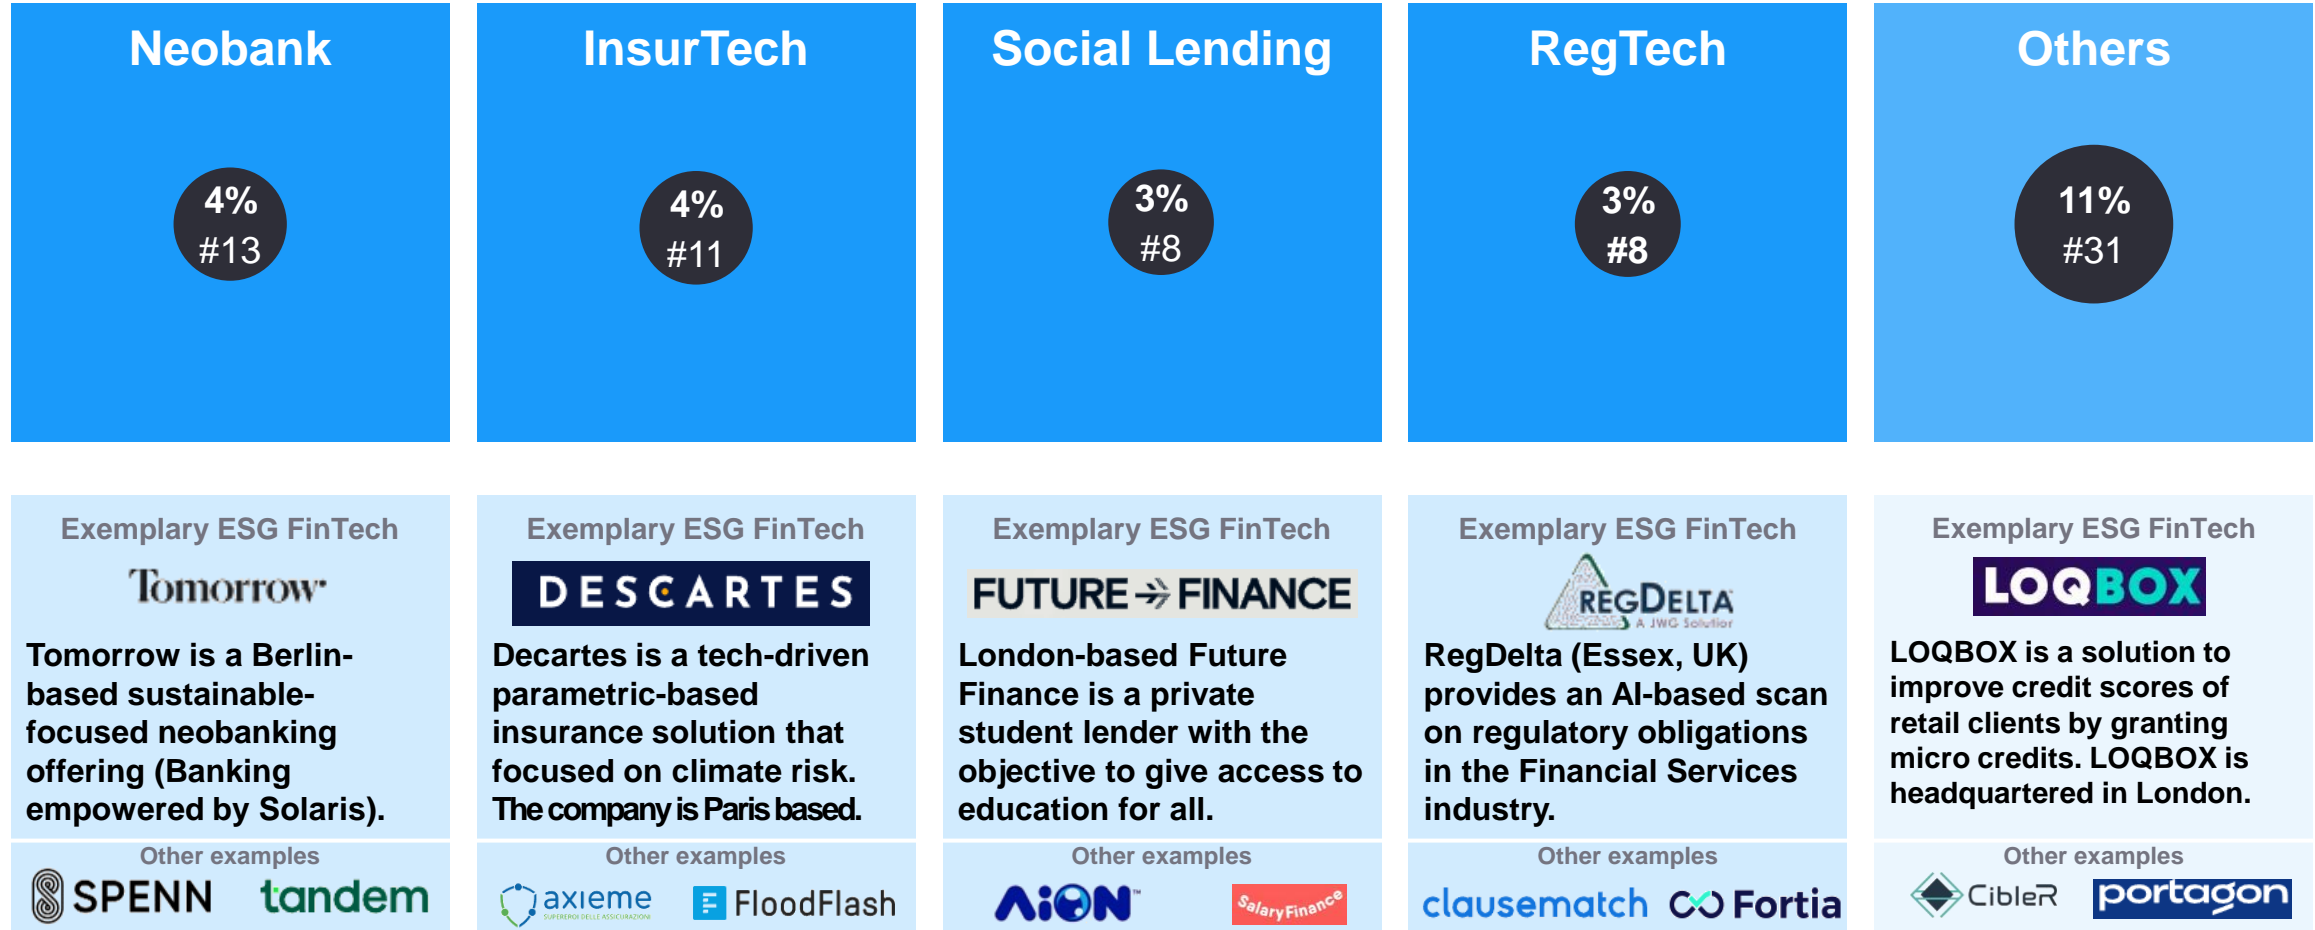 Neobank
4%
#13
Exemplary ESG FinTech
Tomorrow
Tomorrow is a Berlin-
based sustainable-
focused neobanking
offering (Banking
empowered by Solaris).
Other examples
SPENN
tandem
InsurTech
4%
#11
Exemplary ESG FinTech
DESCARTES
Decartes is a tech-driven
parametric-based
insurance solution that
focused on climate risk.
The company is Paris based.
Other examples
axieme
SUPEREROI DELLE ASSICURAZIONI
FloodFlash
Social Lending
3%
#8
Exemplary ESG FinTech
FUTURE FINANCE
London-based Future
Finance is a private
student lender with the
objective to give access to
education for all.
Other examples
AiON™
SalaryFinance
RegTech
3%
#8
Exemplary ESG FinTech
REGDELTA
A JWG Solution
RegDelta (Essex, UK)
provides an AI-based scan
on regulatory obligations
in the Financial Services
industry.
Other examples
clausematch
Fortia
Others
11%
#31
Exemplary ESG FinTech
LOQBOX
LOQBOX is a solution to
improve credit scores of
retail clients by granting
micro credits. LOQBOX is
headquartered in London.
Other examples
CibleR
portagon